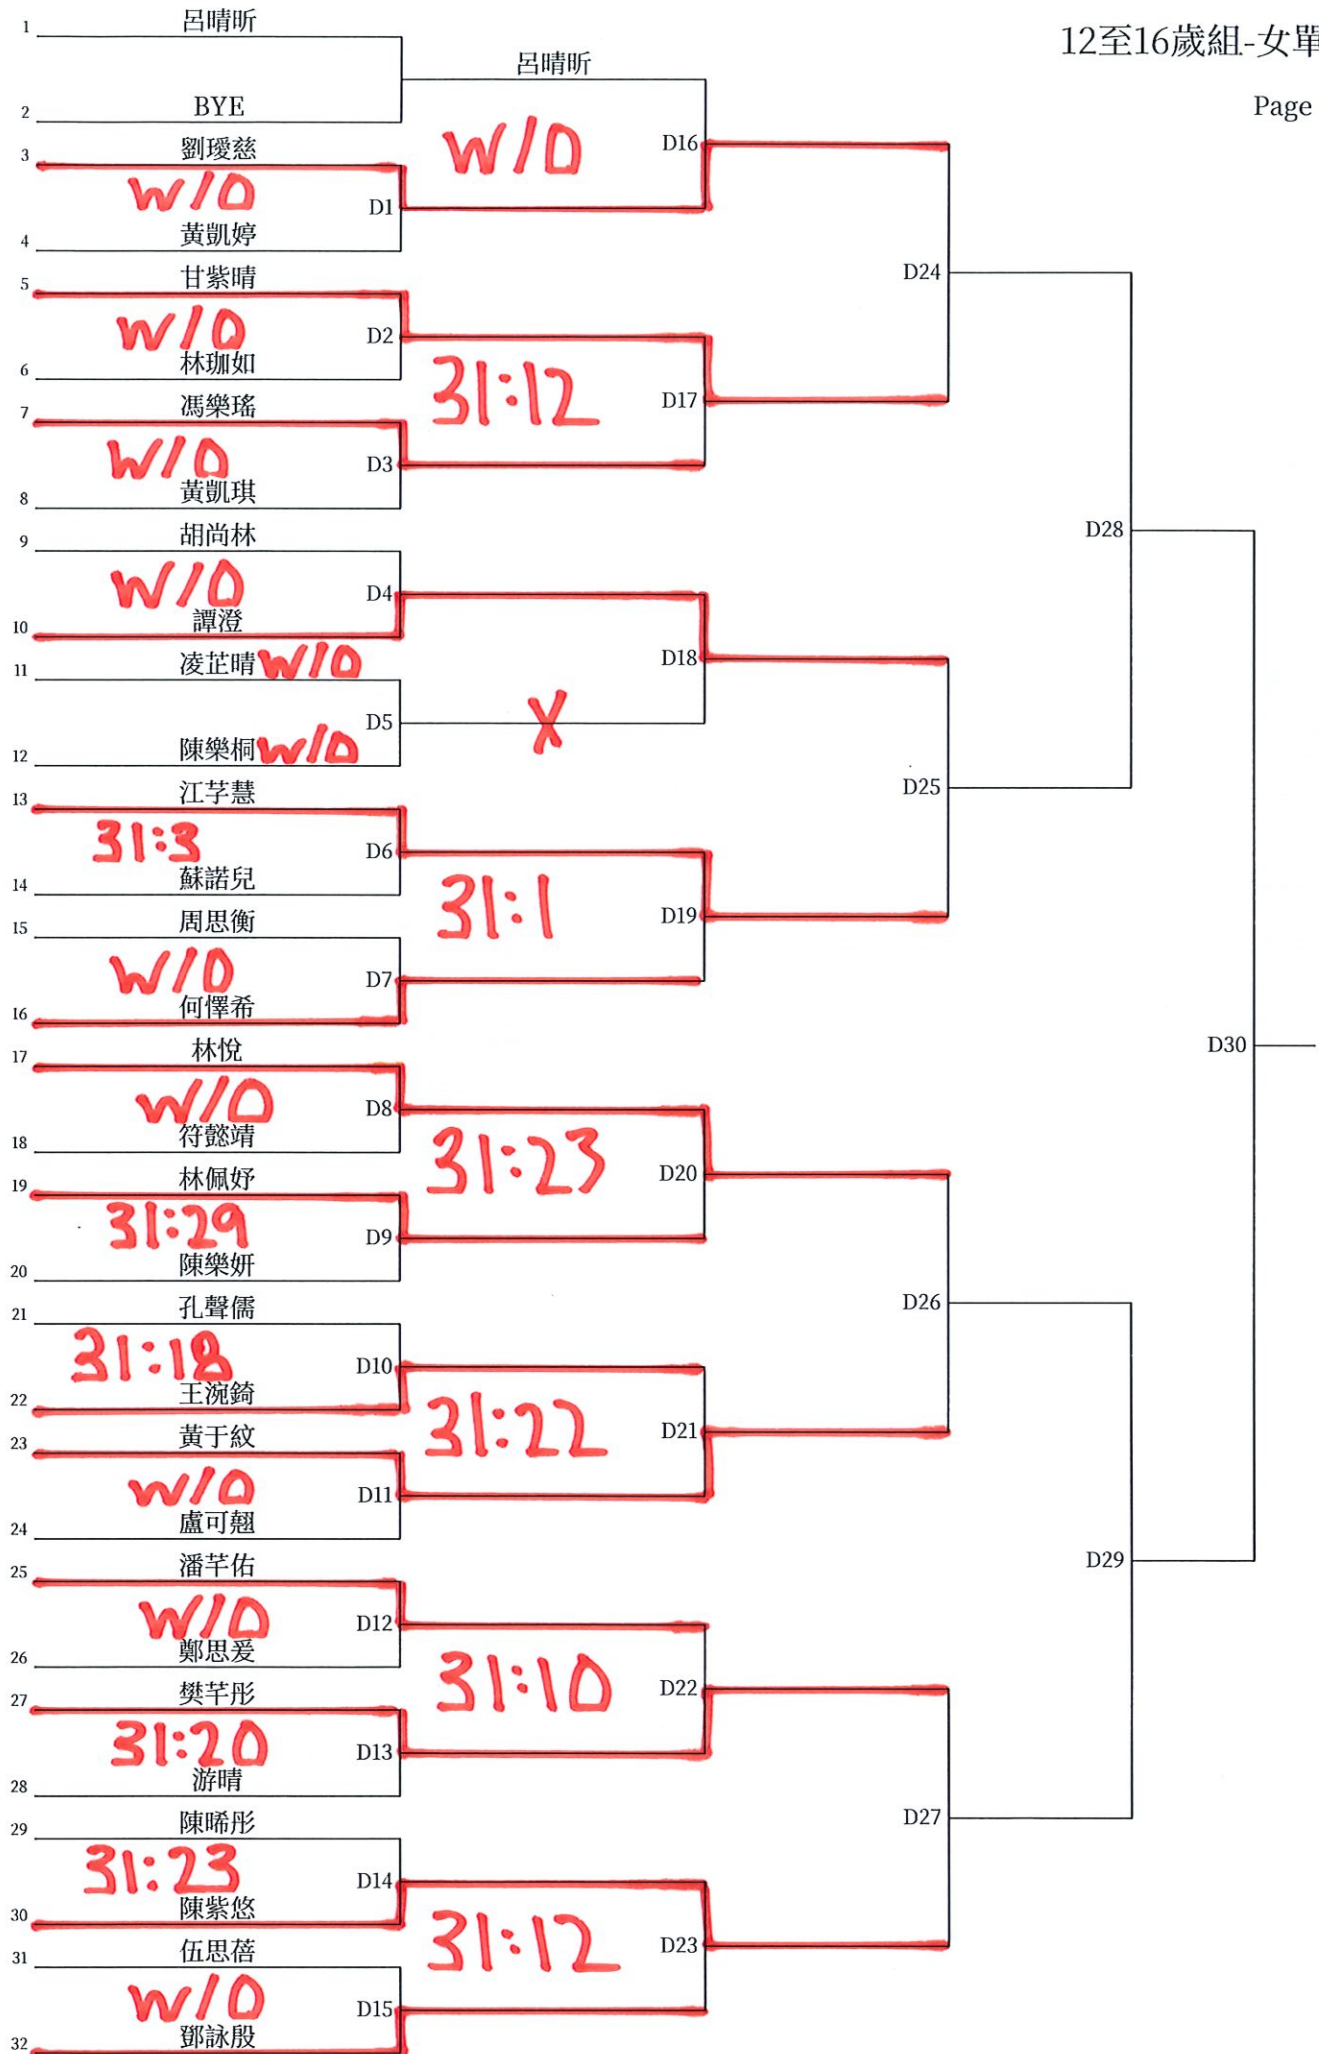 12至16歲組-女單
Page
1 呂晴昕
呂晴昕
2 BYE
W/O
D16
3 劉璦慈
W/O
D1
4 黃凱婷
D24
5 甘紫晴
W/O
D2
6 林珈如
31:12
D17
7 馮樂瑤
W/O
D3
8 黃凱琪
D28
9 胡尚林
W/O
D4
10 譚澄
D18
11 凌芷晴 W/O
D5
X
12 陳樂桐 W/O
D25
13 江芓慧
31:3
D6
14 蘇諾兒
31:1
D19
15 周思衡
W/O
D7
16 何懌希
D30
17 林悅
W/O
D8
18 符懿靖
31:23
D20
19 林佩妤
31:29
D9
20 陳樂妍
D26
21 孔聲儒
31:18
D10
22 王涴錡
31:22
D21
23 黃于紋
W/O
D11
24 盧可翹
D29
25 潘芊佑
W/O
D12
26 鄭思爰
31:10
D22
27 樊芊彤
31:20
D13
28 游晴
D27
29 陳晞彤
31:23
D14
30 陳紫悠
31:12
D23
31 伍思蓓
W/O
D15
32 鄧詠殷